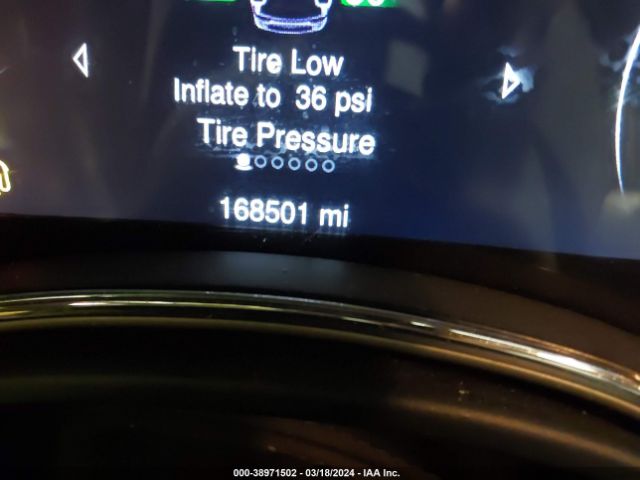 Tire Low
Inflate to 36 psi
Tire Pressure
168501 mi
000-38971502 - 03/18/2024 - IAA Inc.